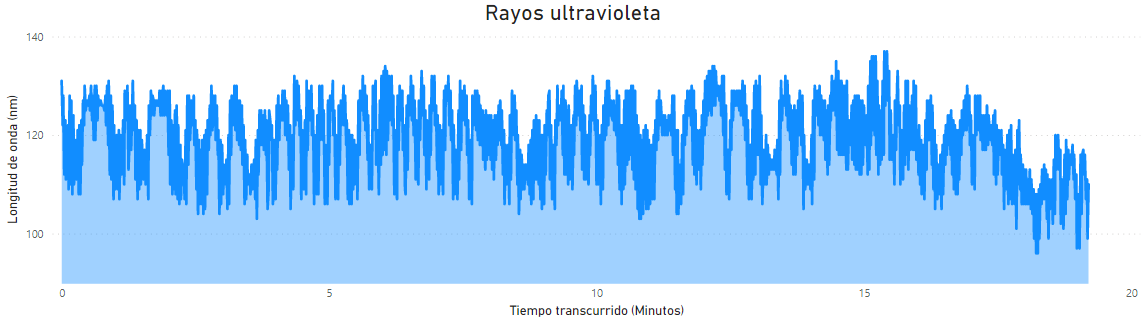 Rayos ultravioleta
140
120
100
Longitud de onda (nm)
0 5 10 15 20
Tiempo transcurrido (Minutos)